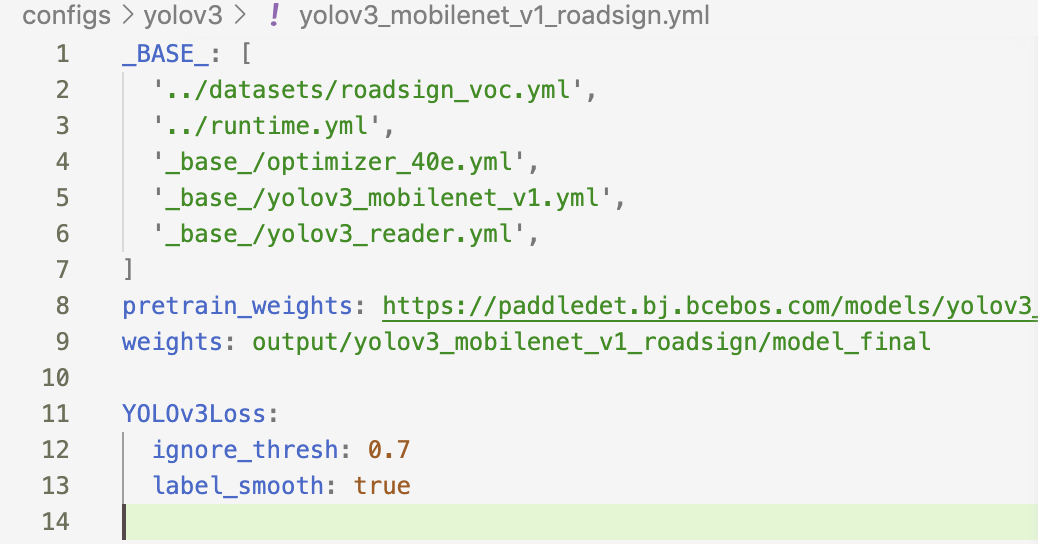 configs > yolov3 > ! yolov3_mobilenet_v1_roadsign.yml
1 _BASE_: [
2 '../datasets/roadsign_voc.yml',
3 '../runtime.yml',
4 '_base_/optimizer_40e.yml',
5 '_base_/yolov3_mobilenet_v1.yml',
6 '_base_/yolov3_reader.yml',
7 ]
8 pretrain_weights: https://paddledet.bj.bcebos.com/models/yolov3_
9 weights: output/yolov3_mobilenet_v1_roadsign/model_final
10
11 YOLOv3Loss:
12 ignore_thresh: 0.7
13 label_smooth: true
14